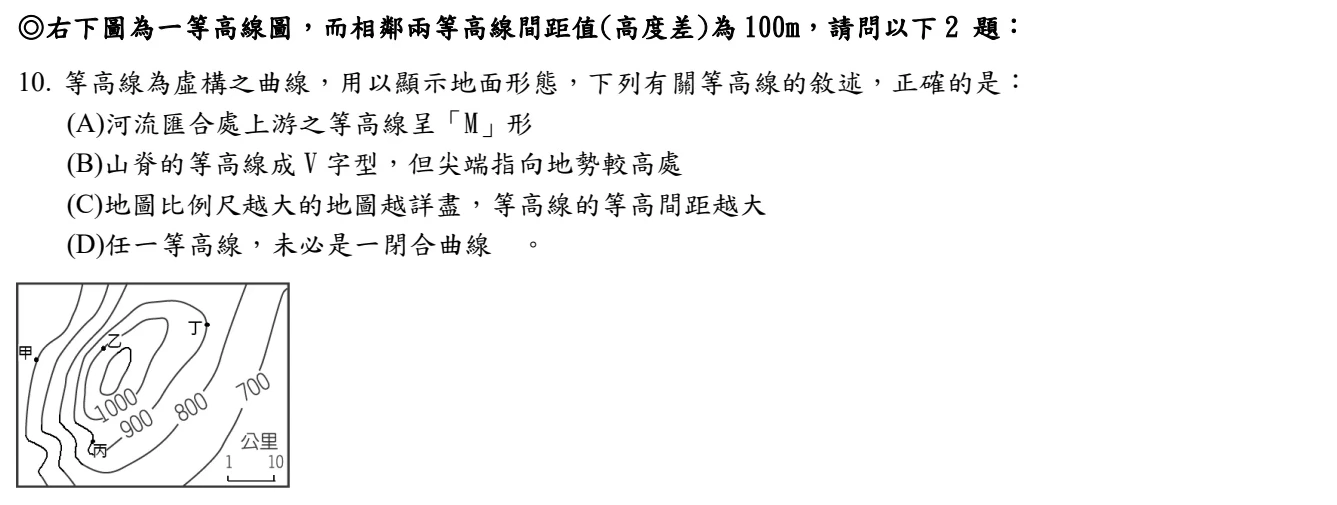 ◎右下圖為一等高線圖，而相鄰兩等高線間距值(高度差)為100m，請問以下2 題：
10. 等高線為虛構之曲線，用以顯示地面形態，下列有關等高線的敘述，正確的是：
(A)河流匯合處上游之等高線呈「M」形
(B)山脊的等高線成V字型，但尖端指向地勢較高處
(C)地圖比例尺越大的地圖越詳盡，等高線的等高間距越大
(D)任一等高線，未必是一閉合曲線 。
丁
乙
甲
700
1000
800
900
丙
公里
1 10